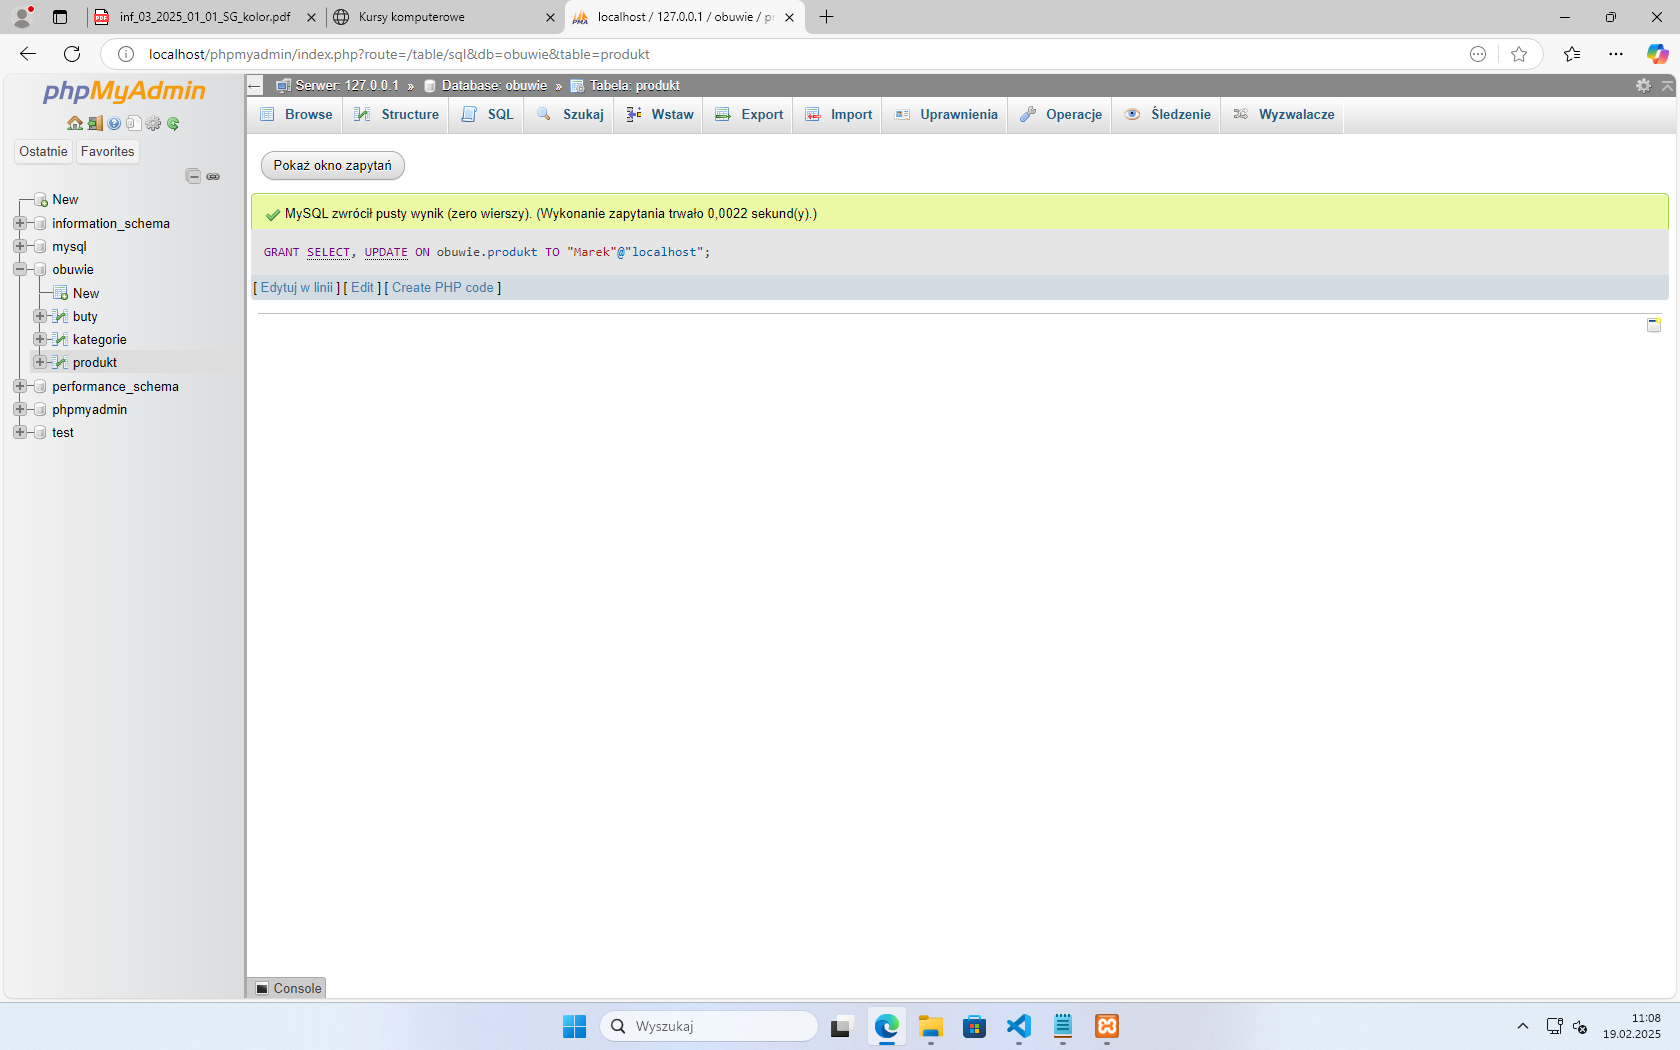 inf_03_2025_01_01_SG_kolor.pdf
Kursy komputerowe
localhost / 127.0.0.1 / obuwie / pr
localhost/phpmyadmin/index.php?route=/table/sql&db=obuwie&table=produkt
phpMyAdmin
Ostatnie
Favorites
New
information_schema
mysql
obuwie
New
buty
kategorie
produkt
performance_schema
phpmyadmin
test
Serwer: 127.0.0.1 » Database: obuwie » Tabela: produkt
Browse
Structure
SQL
Szukaj
Wstaw
Export
Import
Uprawnienia
Operacje
Śledzenie
Wyzwalacze
Pokaż okno zapytań
MySQL zwrócił pusty wynik (zero wierszy). (Wykonanie zapytania trwało 0,0022 sekund(y).)
GRANT SELECT, UPDATE ON obuwie.produkt TO "Marek"@"localhost";
[ Edytuj w linii ] [ Edit ] [ Create PHP code ]
Console
Wyszukaj
11:08
19.02.2025